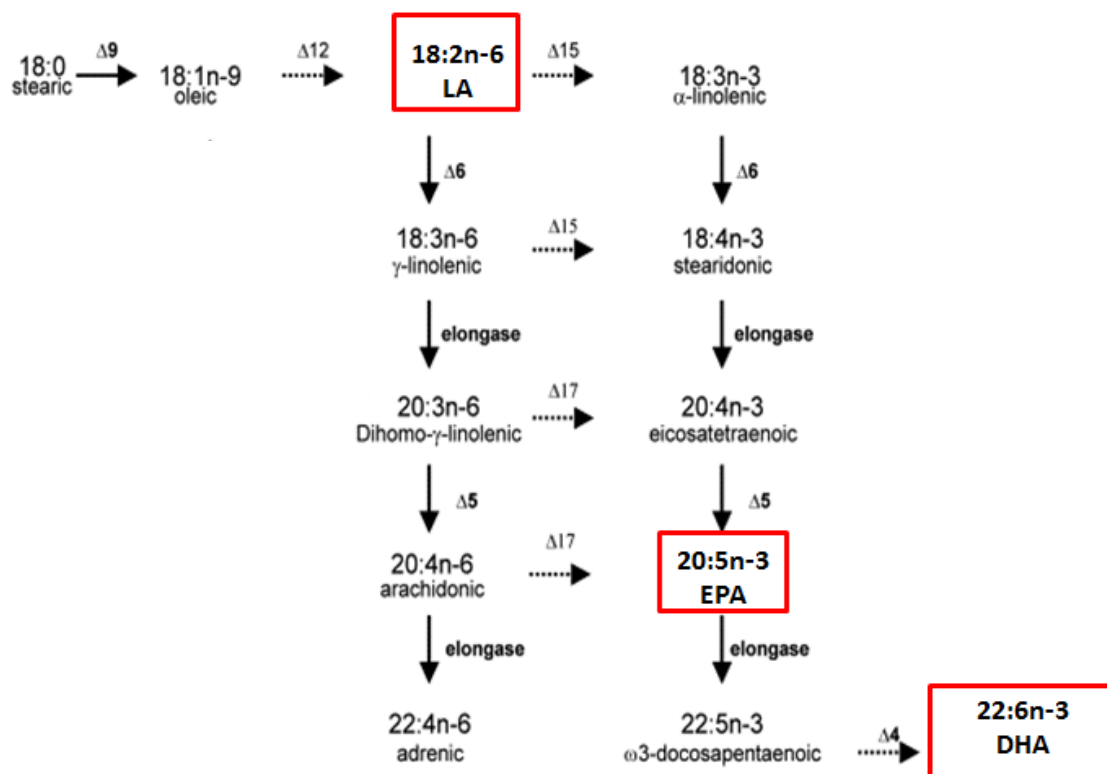 Δ9
Δ12
18:2n-6
LA
Δ15
18:0
stearic
18:1n-9
oleic
18:3n-3
α-linolenic
Δ6
Δ6
18:3n-6
γ-linolenic
Δ15
18:4n-3
stearidonic
elongase
elongase
20:3n-6
Dihomo-γ-linolenic
Δ17
20:4n-3
eicosatetraenoic
Δ5
Δ5
20:4n-6
arachidonic
Δ17
20:5n-3
EPA
elongase
elongase
22:4n-6
adrenic
22:5n-3
ω3-docosapentaenoic
Δ4
22:6n-3
DHA